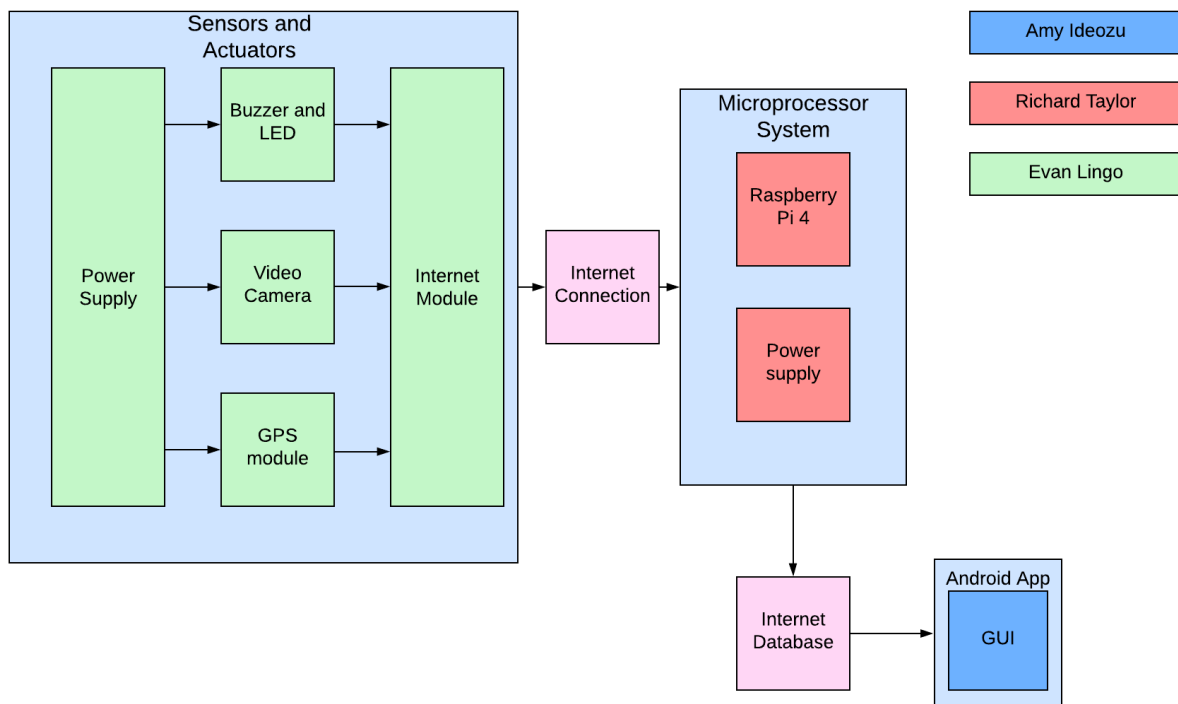 Sensors and
Actuators
Power
Supply
Buzzer and
LED
Video
Camera
GPS
module
Internet
Module
Internet
Connection
Microprocessor
System
Raspberry
Pi 4
Power
supply
Internet
Database
Android App
GUI
Amy Ideozu
Richard Taylor
Evan Lingo